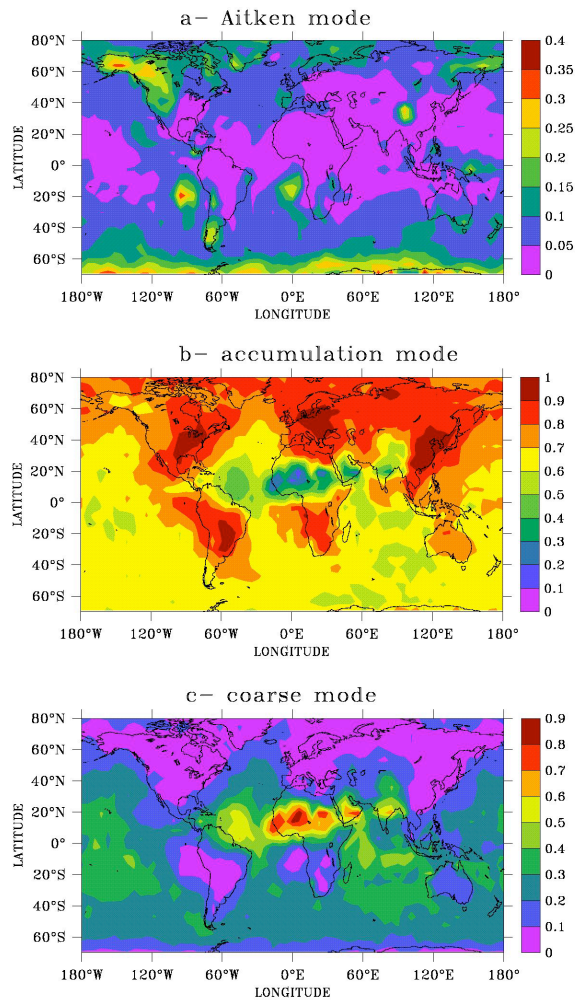 a− Aitken mode
80°N
60°N
40°N
20°N
0°
20°S
40°S
60°S
LATITUDE
180°W 120°W 60°W 0°E 60°E 120°E 180°
LONGITUDE
0.4
0.35
0.3
0.25
0.2
0.15
0.1
0.05
0
b− accumulation mode
80°N
60°N
40°N
20°N
0°
20°S
40°S
60°S
LATITUDE
180°W 120°W 60°W 0°E 60°E 120°E 180°
LONGITUDE
1
0.9
0.8
0.7
0.6
0.5
0.4
0.3
0.2
0.1
0
c− coarse mode
80°N
60°N
40°N
20°N
0°
20°S
40°S
60°S
LATITUDE
180°W 120°W 60°W 0°E 60°E 120°E 180°
LONGITUDE
0.9
0.8
0.7
0.6
0.5
0.4
0.3
0.2
0.1
0